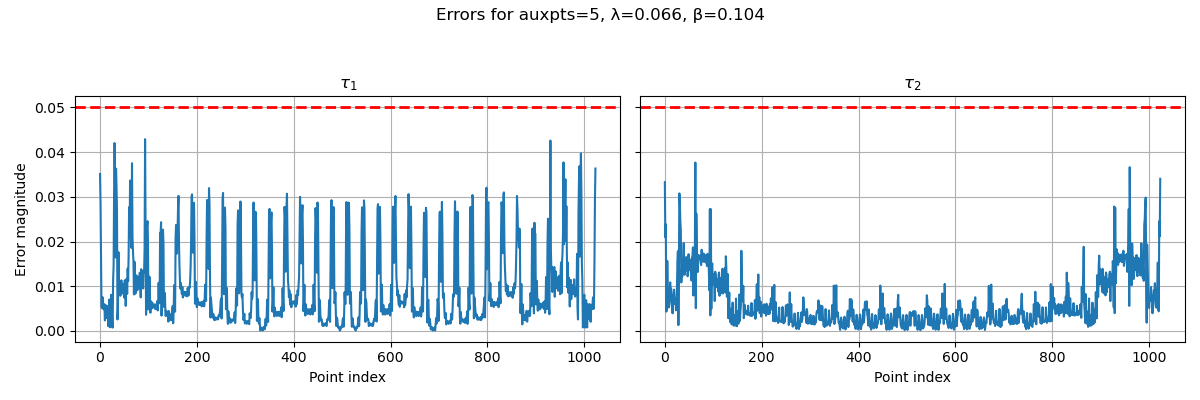 Errors for auxpts=5, λ=0.066, β=0.104
τ₁
τ₂
Error magnitude
0.05
0.04
0.03
0.02
0.01
0.00
0 200 400 600 800 1000
0 200 400 600 800 1000
Point index
Point index